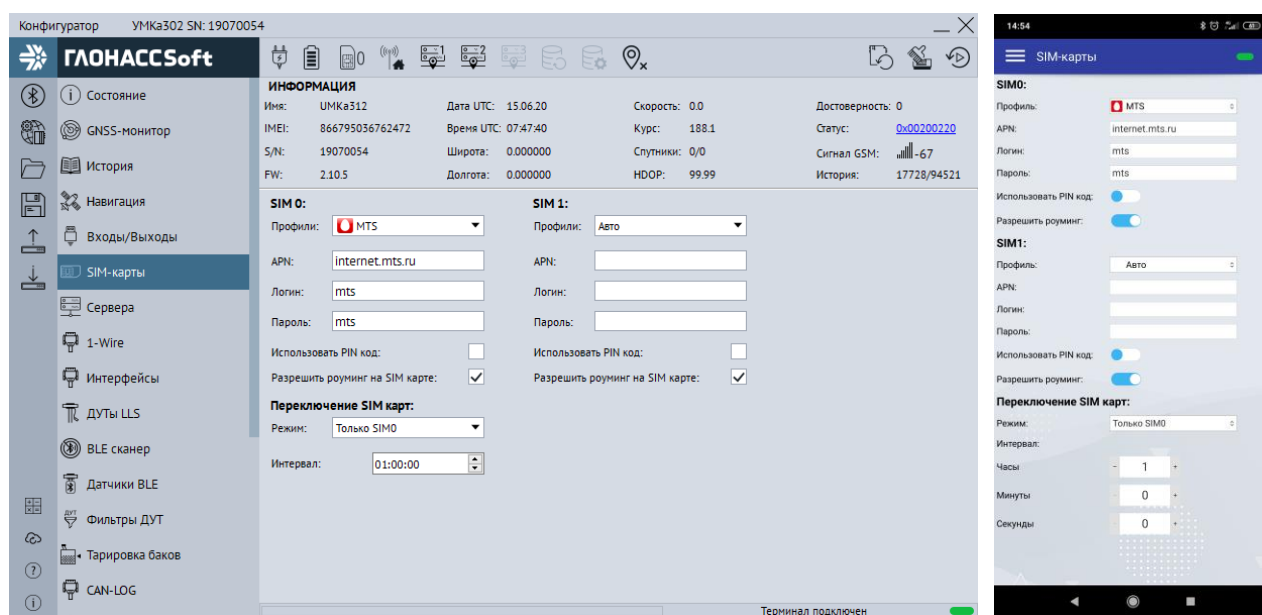 Конфигуратор УМКа302 SN: 19070054
ГЛОНАССSoft
Состояние
GNSS-монитор
История
Навигация
Входы/Выходы
SIM-карты
Сервера
1-Wire
Интерфейсы
ДУТы LLS
BLE сканер
Датчики BLE
Фильтры ДУТ
Тарировка баков
CAN-LOG
0
1
2
ИНФОРМАЦИЯ
Имя: UMKa312 Дата UTC: 15.06.20 Скорость: 0.0 Достоверность: 0
IMEI: 866795036762472 Время UTC: 07:47:40 Курс: 188.1 Статус: 0x00200220
S/N: 19070054 Широта: 0.000000 Спутники: 0/0 Сигнал GSM: -67
FW: 2.10.5 Долгота: 0.000000 HDOP: 99.99 История: 17728/94521
SIM 0: SIM 1:
Профили: MTS Профили: Авто
APN: internet.mts.ru APN:
Логин: mts Логин:
Пароль: mts Пароль:
Использовать PIN код: Использовать PIN код:
Разрешить роуминг на SIM карте: Разрешить роуминг на SIM карте:
Переключение SIM карт:
Режим: Только SIM0
Интервал: 01:00:00
Терминал подключен
14:54
SIM-карты
SIM0:
Профиль: MTS
APN: internet.mts.ru
Логин: mts
Пароль: mts
Использовать PIN код:
Разрешить роуминг:
SIM1:
Профиль: Авто
APN:
Логин:
Пароль:
Использовать PIN код:
Разрешить роуминг:
Переключение SIM карт:
Режим: Только SIM0
Интервал:
Часы - 1 +
Минуты - 0 +
Секунды - 0 +